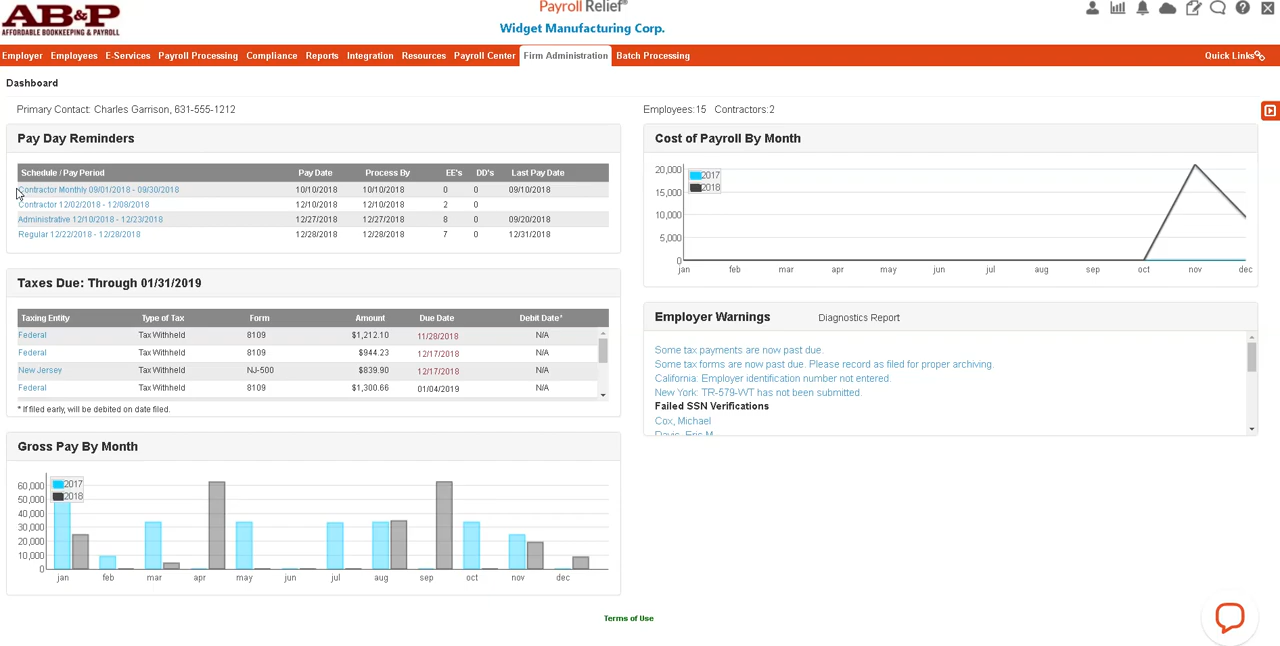 AB&P
AFFORDABLE BOOKKEEPING & PAYROLL
Payroll Relief®
Widget Manufacturing Corp.
Employer Employees E-Services Payroll Processing Compliance Reports Integration Resources Payroll Center Firm Administration Batch Processing Quick Links
Dashboard
Primary Contact: Charles Garrison, 631-555-1212
Employees:15 Contractors:2
Pay Day Reminders
Schedule / Pay Period Pay Date Process By EE's DD's Last Pay Date
Contractor Monthly 09/01/2018 - 09/30/2018 10/10/2018 10/10/2018 0 0 09/10/2018
Contractor 12/02/2018 - 12/08/2018 12/10/2018 12/10/2018 2 0
Administrative 12/10/2018 - 12/23/2018 12/27/2018 12/27/2018 8 0 09/20/2018
Regular 12/22/2018 - 12/28/2018 12/28/2018 12/28/2018 7 0 12/31/2018
Cost of Payroll By Month
20,000
15,000
10,000
5,000
0
2017
2018
jan feb mar apr may jun jul aug sep oct nov dec
Taxes Due: Through 01/31/2019
Taxing Entity Type of Tax Form Amount Due Date Debit Date*
Federal Tax Withheld 8109 $1,212.10 11/28/2018 N/A
Federal Tax Withheld 8109 $944.23 12/17/2018 N/A
New Jersey Tax Withheld NJ-500 $839.90 12/17/2018 N/A
Federal Tax Withheld 8109 $1,300.66 01/04/2019 N/A
* If filed early, will be debited on date filed.
Employer Warnings Diagnostics Report
Some tax payments are now past due.
Some tax forms are now past due. Please record as filed for proper archiving.
California: Employer identification number not entered.
New York: TR-579-WT has not been submitted.
Failed SSN Verifications
Cox, Michael
Davis, Eric M
Gross Pay By Month
60,000
50,000
40,000
30,000
20,000
10,000
0
2017
2018
jan feb mar apr may jun jul aug sep oct nov dec
Terms of Use